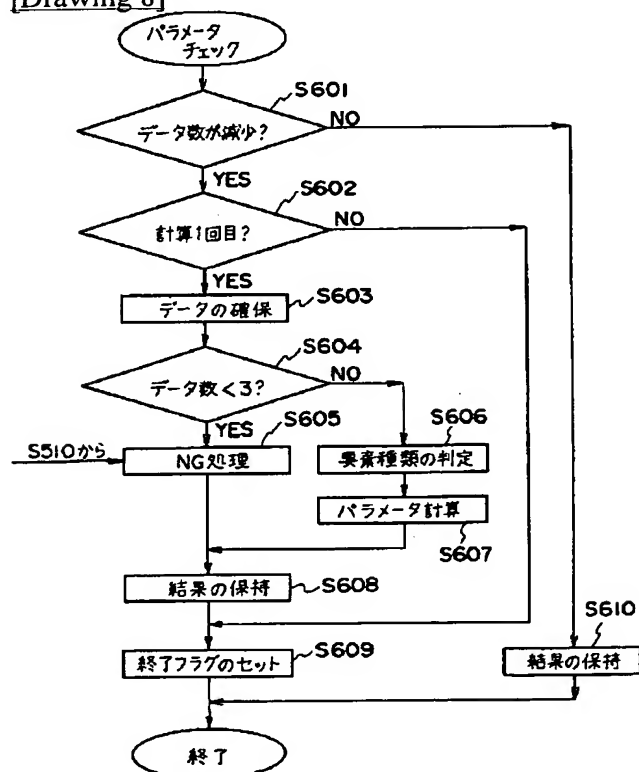 [Drawing 8]
パラメータ
チェック
S601
データ数が減少?
NO
YES
S602
計算1回目?
NO
YES
S603
データの確保
S604
データ数<3?
NO
YES
S605
S606
S510から
NG処理
要素種類の判定
パラメータ計算
S607
結果の保持
S608
S610
終了フラグのセット
S609
結果の保持
終了